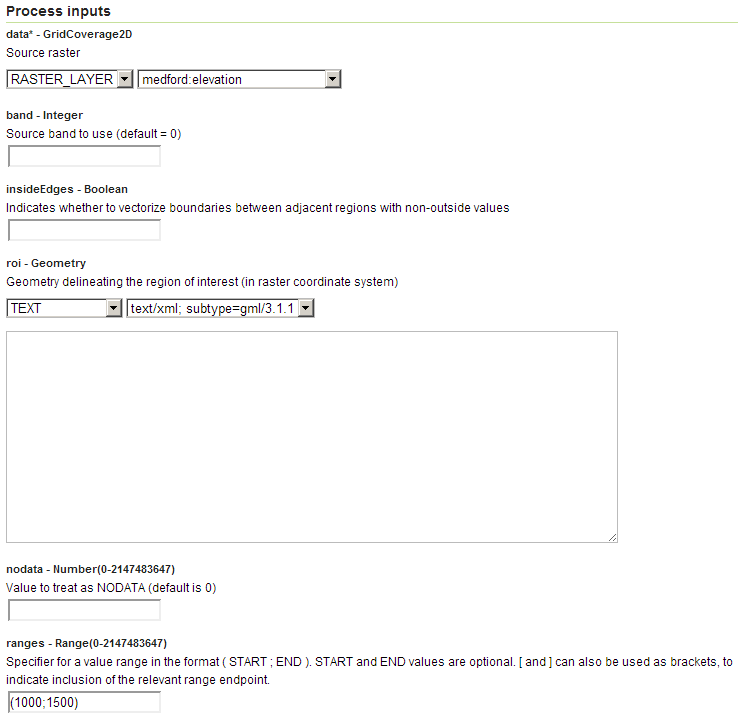 Process inputs
data* - GridCoverage2D
Source raster
RASTER_LAYER medford:elevation
band - Integer
Source band to use (default = 0)
insideEdges - Boolean
Indicates whether to vectorize boundaries between adjacent regions with non-outside values
roi - Geometry
Geometry delineating the region of interest (in raster coordinate system)
TEXT text/xml; subtype=gml/3.1.1
nodata - Number(0-2147483647)
Value to treat as NODATA (default is 0)
ranges - Range(0-2147483647)
Specifier for a value range in the format ( START ; END ). START and END values are optional. [ and ] can also be used as brackets, to
indicate inclusion of the relevant range endpoint.
(1000;1500)